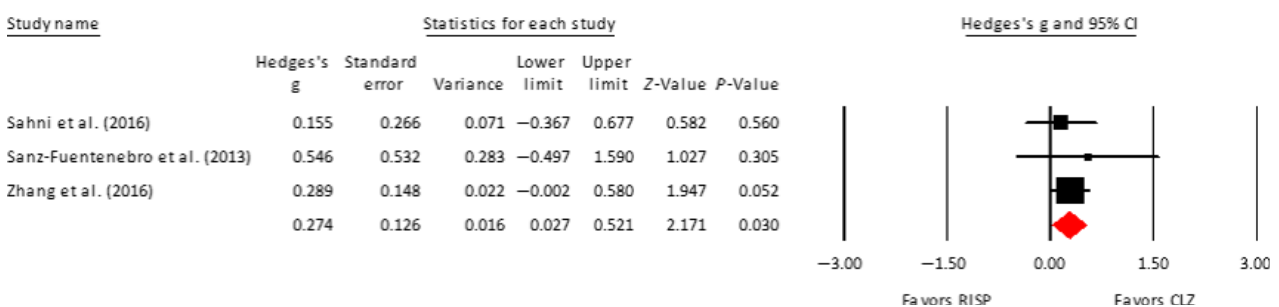 Study name Statistics for each study Hedges's g and 95% CI
Hedges's Standard Lower Upper
g error Variance limit limit Z-Value P-Value
Sahni et al. (2016) 0.155 0.266 0.071 −0.367 0.677 0.582 0.560
Sanz-Fuentenebro et al. (2013) 0.546 0.532 0.283 −0.497 1.590 1.027 0.305
Zhang et al. (2016) 0.289 0.148 0.022 −0.002 0.580 1.947 0.052
0.274 0.126 0.016 0.027 0.521 2.171 0.030
−3.00 −1.50 0.00 1.50 3.00
Favors RISP Favors CLZ